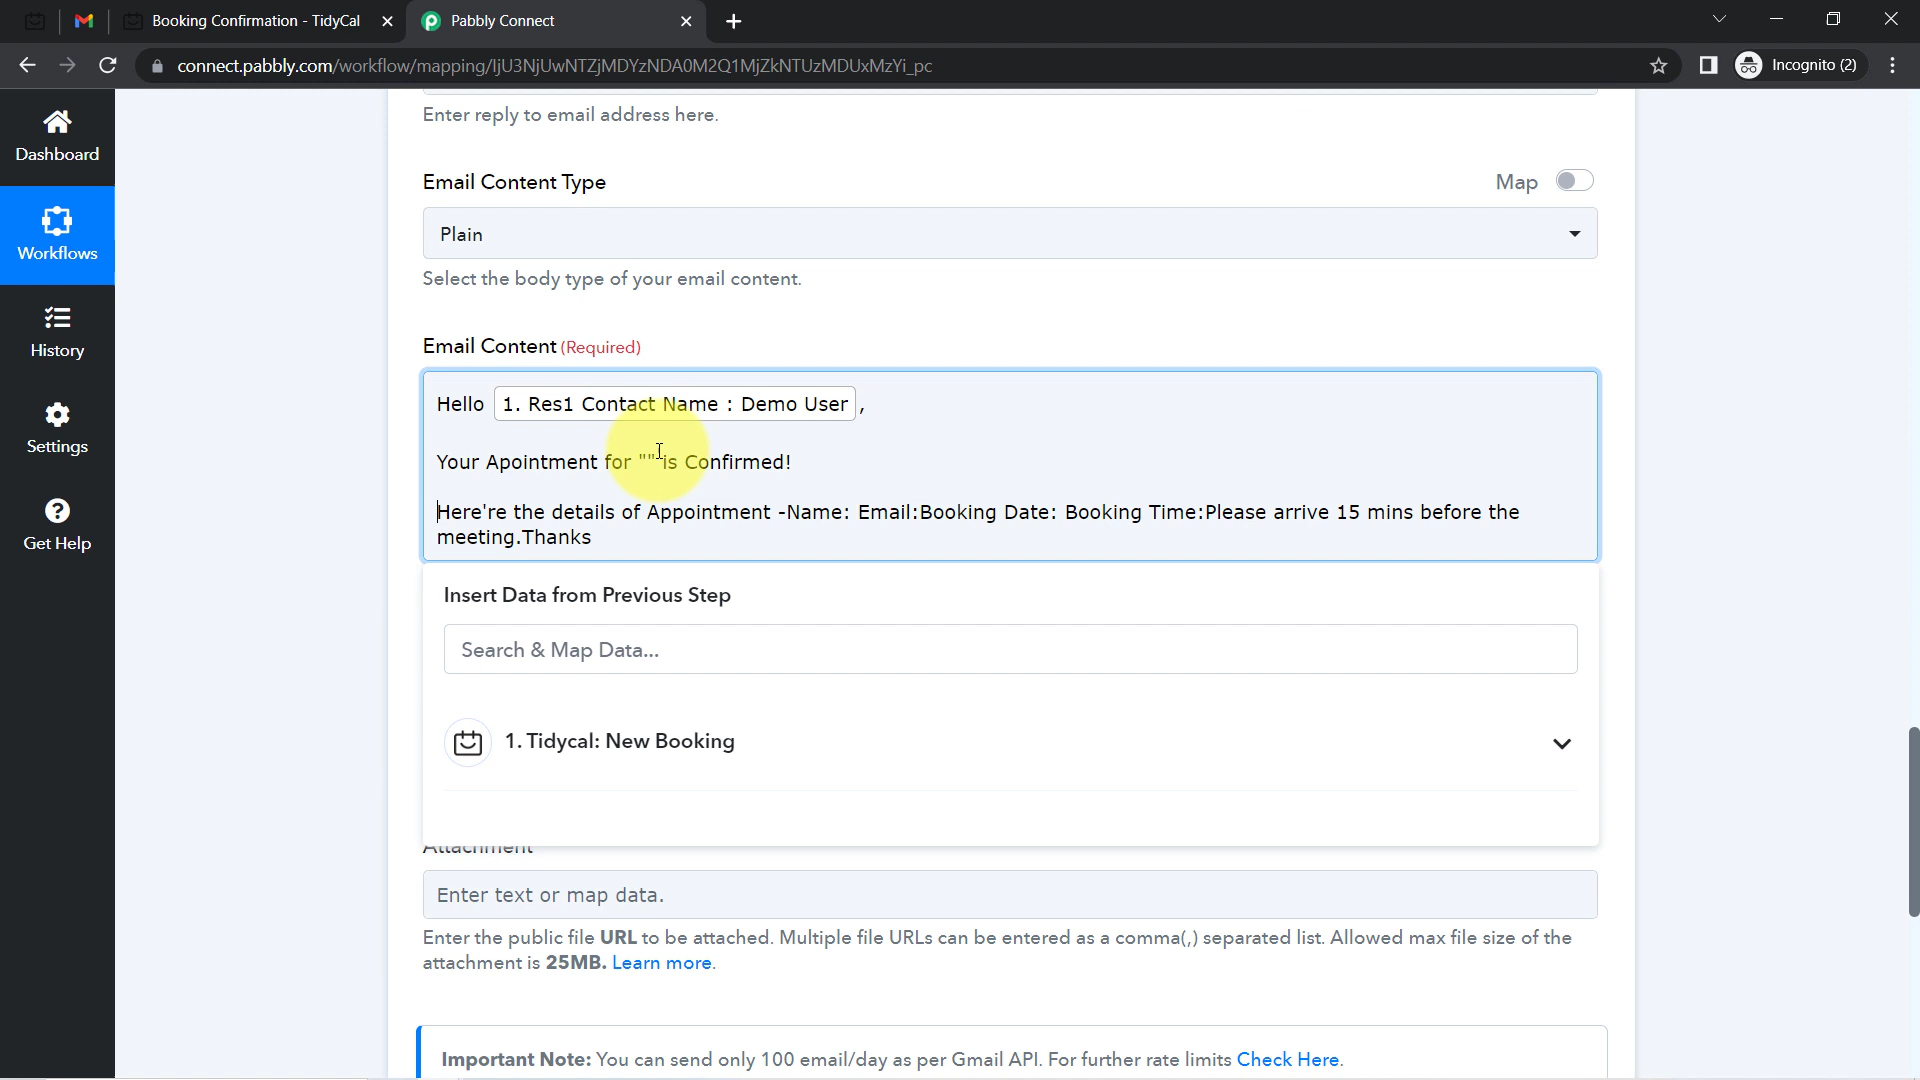 Booking Confirmation - TidyCal
Pabbly Connect
connect.pabbly.com/workflow/mapping/IjU3NjUwNTZjMDYzNDA0M2Q1MjZkNTUzMDUxMzYi_pc
Incognito (2)
Dashboard
Workflows
History
Settings
Get Help
Enter reply to email address here.
Email Content Type
Map
Plain
Select the body type of your email content.
Email Content (Required)
Hello 1. Res1 Contact Name : Demo User ,
Your Apointment for "" is Confirmed!
Here're the details of Appointment -Name: Email:Booking Date: Booking Time:Please arrive 15 mins before the
meeting.Thanks
Insert Data from Previous Step
Search & Map Data...
1. Tidycal: New Booking
Attachment
Enter text or map data.
Enter the public file URL to be attached. Multiple file URLs can be entered as a comma(,) separated list. Allowed max file size of the
attachment is 25MB. Learn more.
Important Note: You can send only 100 email/day as per Gmail API. For further rate limits Check Here.